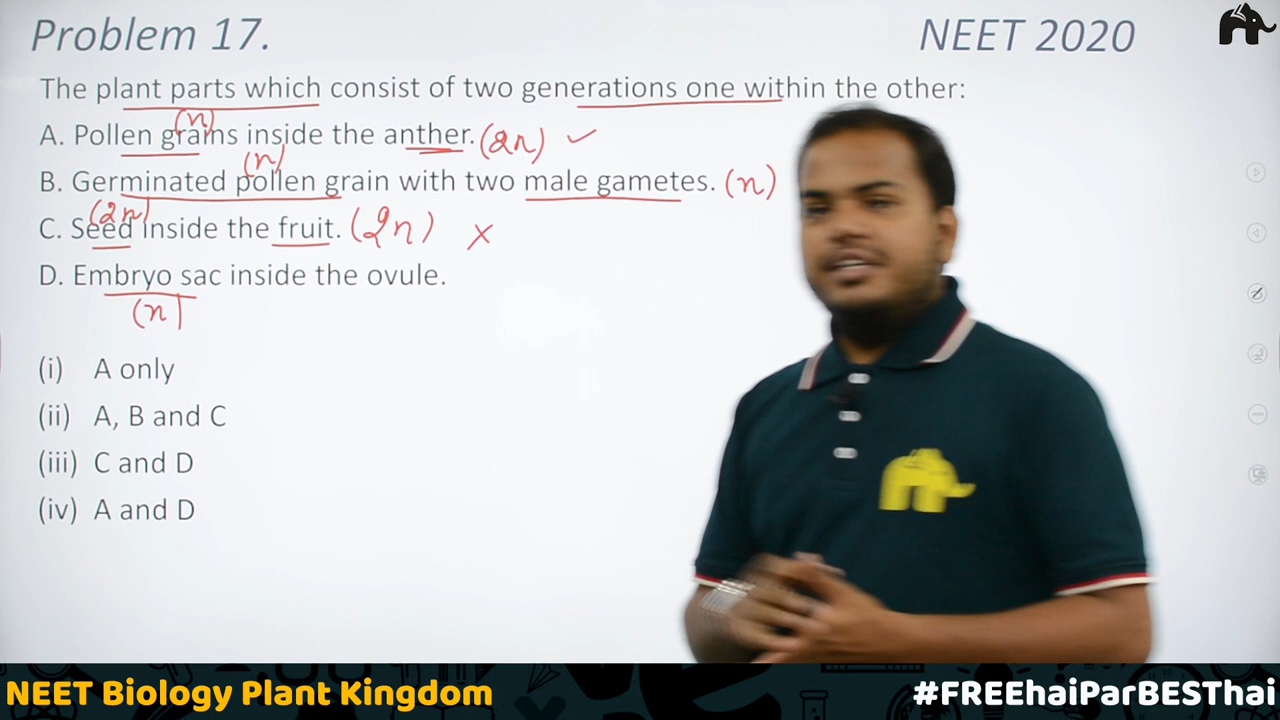 Problem 17.
NEET 2020
The plant parts which consist of two generations one within the other:
(n)
A. Pollen grains inside the anther. (2n) ✓
(n)
B. Germinated pollen grain with two male gametes. (n)
(2n)
C. Seed inside the fruit. (2n) ×
D. Embryo sac inside the ovule.
(n)
(i) A only
(ii) A, B and C
(iii) C and D
(iv) A and D
NEET Biology Plant Kingdom
#FREEhaiParBESThai